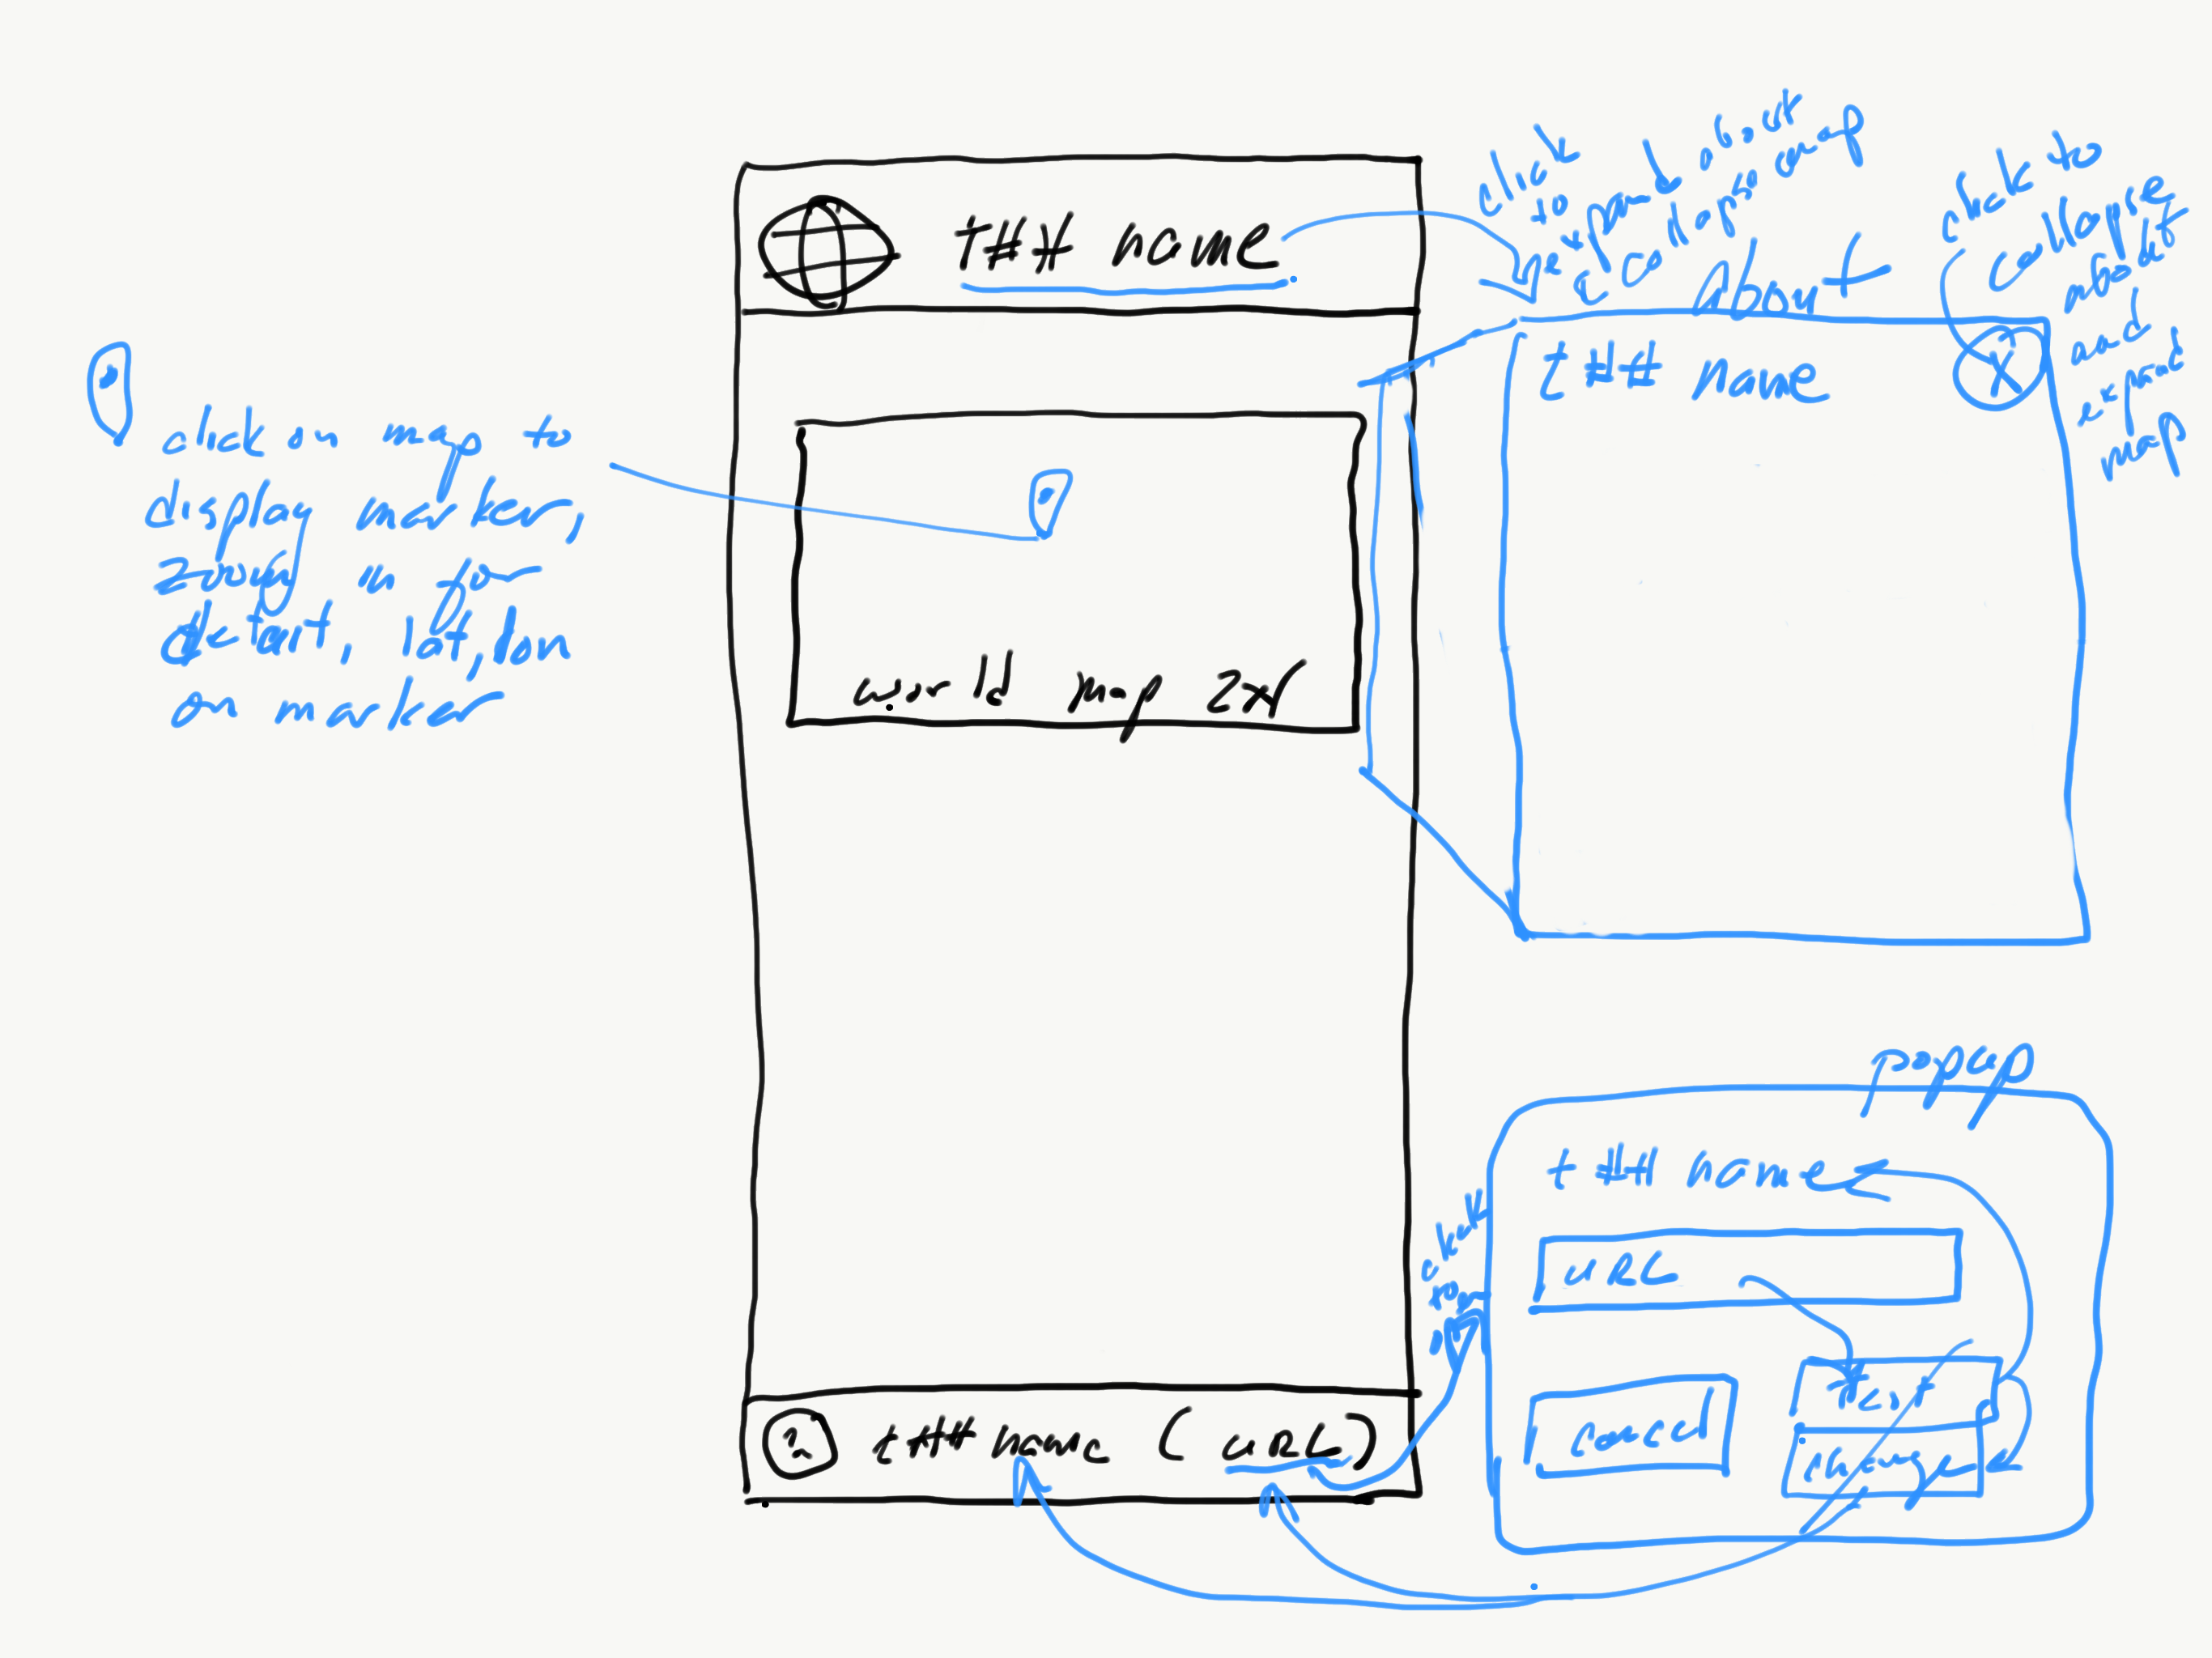 t## name
click
to
expand about
& collapse map
click to
collapse
about
and
expand
map
About
t## name
X
click on map to
display marker,
zoom in for
detail, lat, lon
on marker
world map 2x1
popup
t## name
URL
click
to
open
Test
cancel
change
t## name (URL)